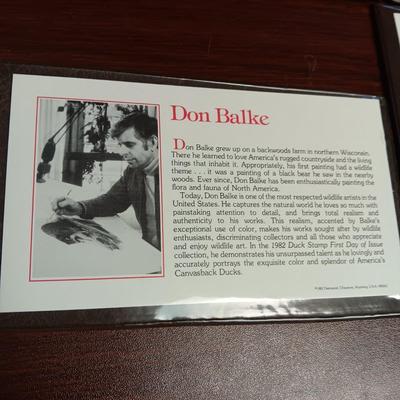 Don Balke
Don Balke grew up on a backwoods farm in northern Wisconsin.
There he learned to love America's rugged countryside and the living
things that inhabit it. Appropriately, his first painting had a wildlife
theme . . . it was a painting of a black bear he saw in the nearby
woods. Ever since, Don Balke has been enthusiastically painting the
flora and fauna of North America.
Today, Don Balke is one of the most respected wildlife artists in the
United States. He captures the natural world he loves so much with
painstaking attention to detail, and brings total realism and
authenticity to his works. This realism, accented by Balke's
exceptional use of color, makes his works sought after by wildlife
enthusiasts, discriminating collectors and all those who appreciate
and enjoy wildlife art. In the 1982 Duck Stamp First Day of Issue
collection, he demonstrates his unsurpassed talent as he lovingly and
accurately portrays the exquisite color and splendor of America's
Canvasback Ducks.